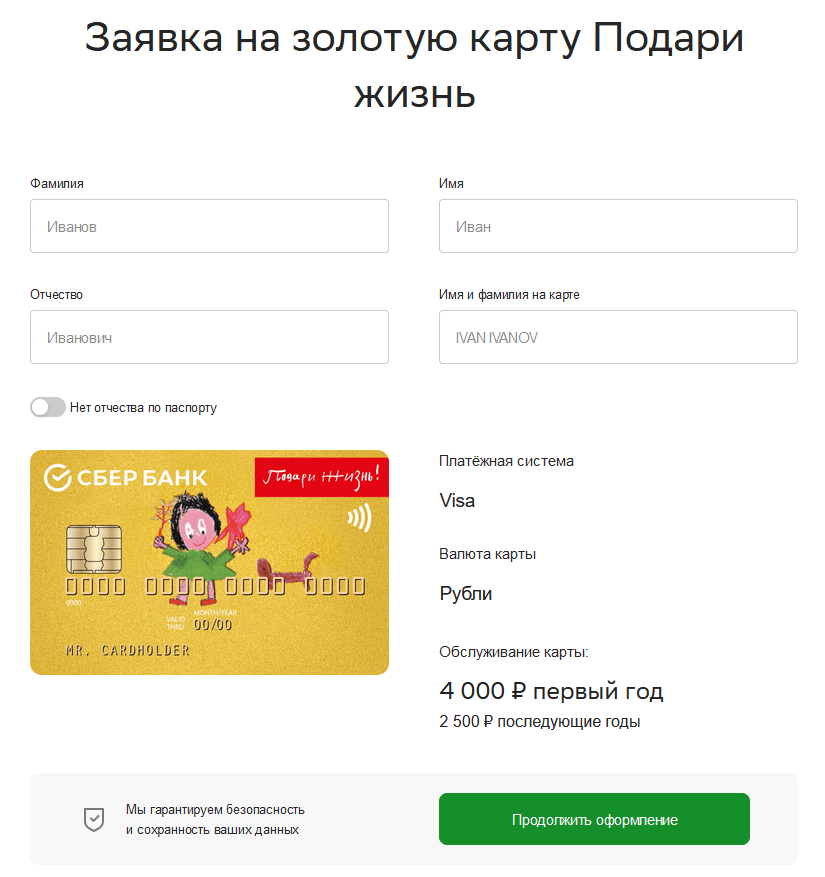 Заявка на золотую карту Подари
жизнь
Фамилия
Имя
Иванов
Иван
Отчество
Имя и фамилия на карте
Иванович
IVAN IVANOV
Нет отчества по паспорту
СБЕР БАНК
Подари жизнь!
0000 0000 0000 0000
0000
VALID
THRU
MONTH/YEAR
00/00
MR. CARDHOLDER
Платёжная система
Visa
Валюта карты
Рубли
Обслуживание карты:
4 000 ₽ первый год
2 500 ₽ последующие годы
Мы гарантируем безопасность
и сохранность ваших данных
Продолжить оформление